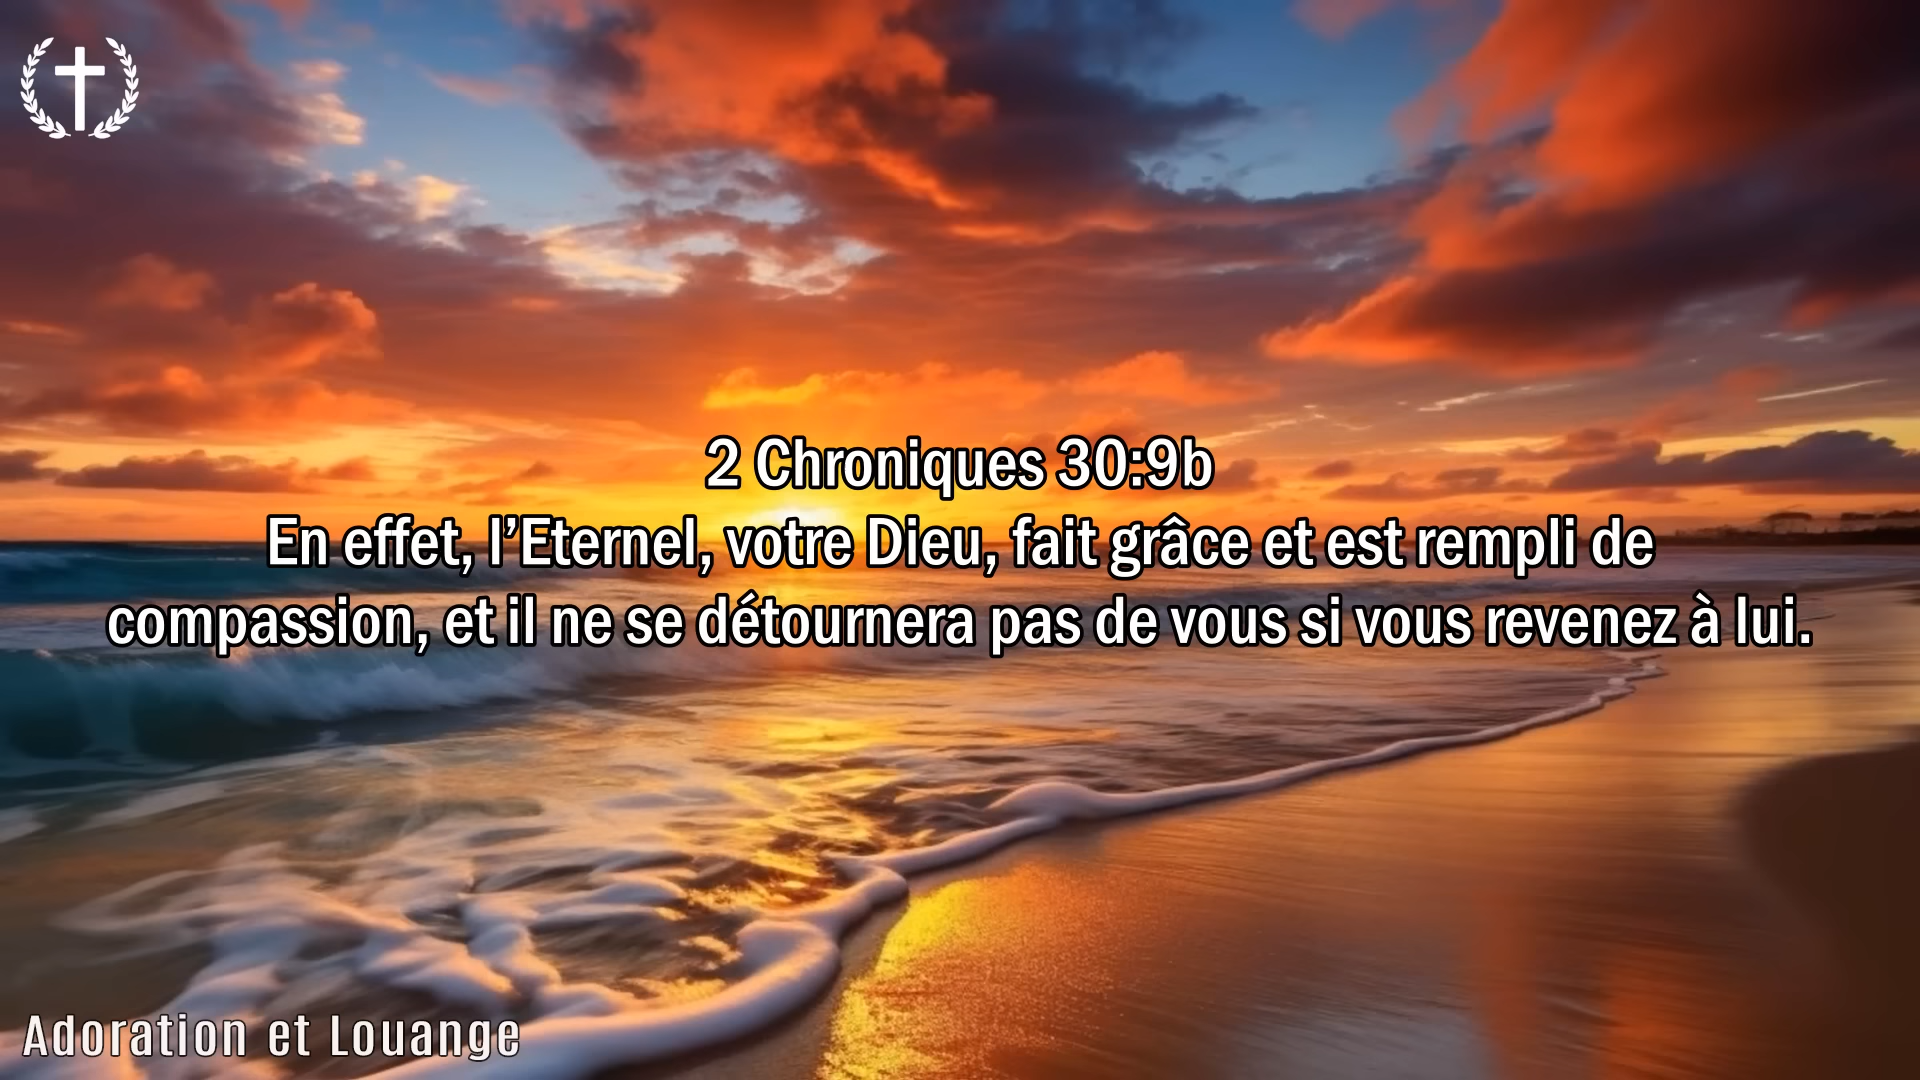 2 Chroniques 30:9b
En effet, l’Eternel, votre Dieu, fait grâce et est rempli de
compassion, et il ne se détournera pas de vous si vous revenez à lui.
Adoration et Louange